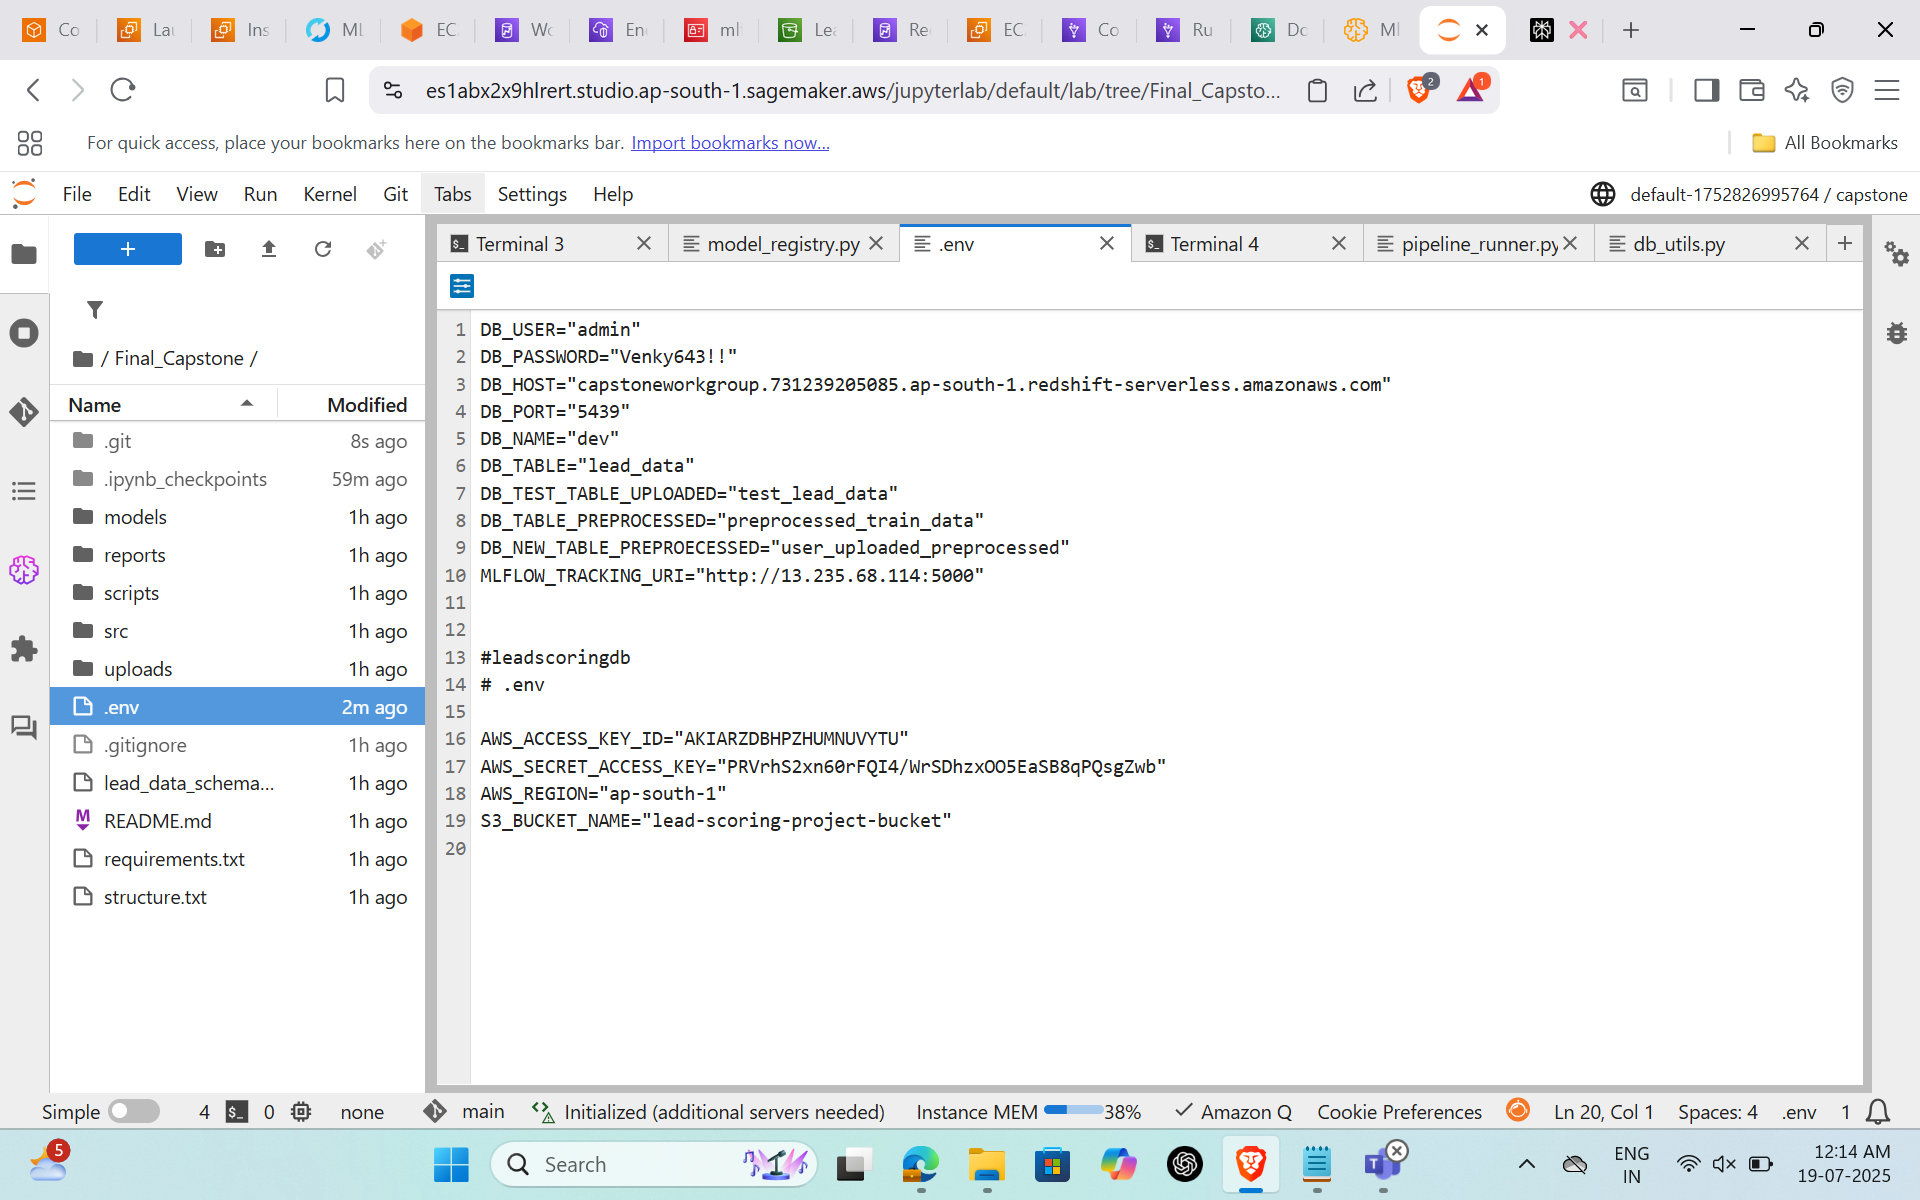 Co
Lau
Ins
ML
EC
Wo
En
ml
Lea
Re
EC
Co
Ru
Do
Ml
es1abx2x9hlrert.studio.ap-south-1.sagemaker.aws/jupyterlab/default/lab/tree/Final_Capsto...
2
1
For quick access, place your bookmarks here on the bookmarks bar. Import bookmarks now...
All Bookmarks
File Edit View Run Kernel Git Tabs Settings Help
default-1752826995764 / capstone
Terminal 3
model_registry.py
.env
Terminal 4
pipeline_runner.py
db_utils.py
/ Final_Capstone /
Name Modified
.git 8s ago
.ipynb_checkpoints 59m ago
models 1h ago
reports 1h ago
scripts 1h ago
src 1h ago
uploads 1h ago
.env 2m ago
.gitignore 1h ago
lead_data_schema... 1h ago
README.md 1h ago
requirements.txt 1h ago
structure.txt 1h ago
1 DB_USER="admin"
2 DB_PASSWORD="Venky643!!"
3 DB_HOST="capstoneworkgroup.731239205085.ap-south-1.redshift-serverless.amazonaws.com"
4 DB_PORT="5439"
5 DB_NAME="dev"
6 DB_TABLE="lead_data"
7 DB_TEST_TABLE_UPLOADED="test_lead_data"
8 DB_TABLE_PREPROCESSED="preprocessed_train_data"
9 DB_NEW_TABLE_PREPROECESSED="user_uploaded_preprocessed"
10 MLFLOW_TRACKING_URI="http://13.235.68.114:5000"
11
12
13 #leadscoringdb
14 # .env
15
16 AWS_ACCESS_KEY_ID="AKIARZDBHPZHUMNUVYTU"
17 AWS_SECRET_ACCESS_KEY="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"
18 AWS_REGION="ap-south-1"
19 S3_BUCKET_NAME="lead-scoring-project-bucket"
20
Simple 4 0 none main Initialized (additional servers needed) Instance MEM 38% Amazon Q Cookie Preferences Ln 20, Col 1 Spaces: 4 .env 1
5
Search
ENG
IN
12:14 AM
19-07-2025